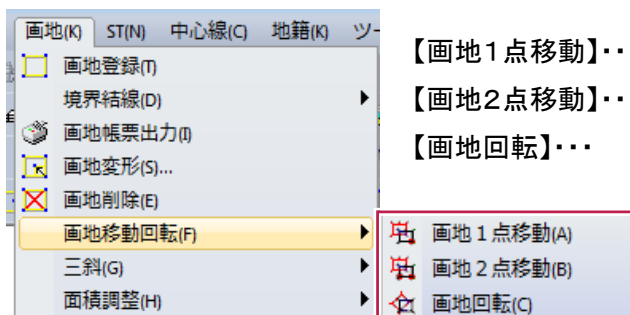 画地(K) ST(N) 中心線(C) 地籍(K) ツー
画地登録(T)
境界結線(D)
画地帳票出力(I)
画地変形(S)...
画地削除(E)
画地移動回転(F)
三斜(G)
面積調整(H)
画地１点移動(A)
画地２点移動(B)
画地回転(C)
【画地１点移動】・・
【画地２点移動】・・
【画地回転】・・・